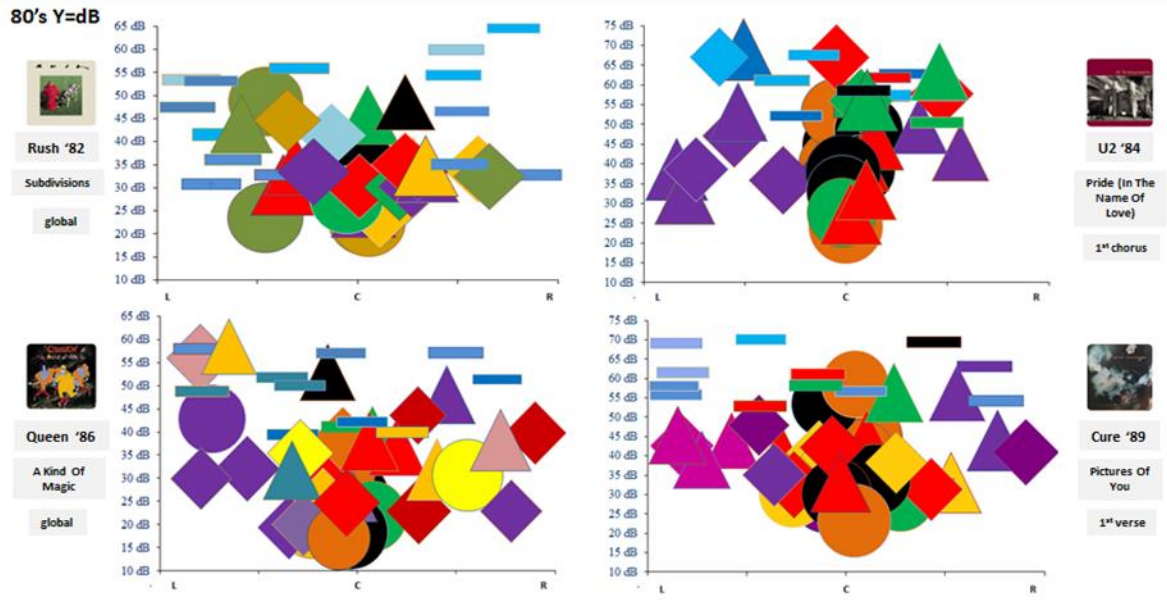 80's Y=dB
65 dB
60 dB
55 dB
50 dB
45 dB
40 dB
35 dB
30 dB
25 dB
20 dB
15 dB
10 dB
L C R
Rush '82
Subdivisions
global
75 dB
70 dB
65 dB
60 dB
55 dB
50 dB
45 dB
40 dB
35 dB
30 dB
25 dB
20 dB
15 dB
10 dB
L C R
U2 '84
Pride (In The
Name Of
Love)
1st chorus
65 dB
60 dB
55 dB
50 dB
45 dB
40 dB
35 dB
30 dB
25 dB
20 dB
15 dB
10 dB
L C R
Queen '86
A Kind Of
Magic
global
75 dB
70 dB
65 dB
60 dB
55 dB
50 dB
45 dB
40 dB
35 dB
30 dB
25 dB
20 dB
15 dB
10 dB
L C R
Cure '89
Pictures Of
You
1st verse